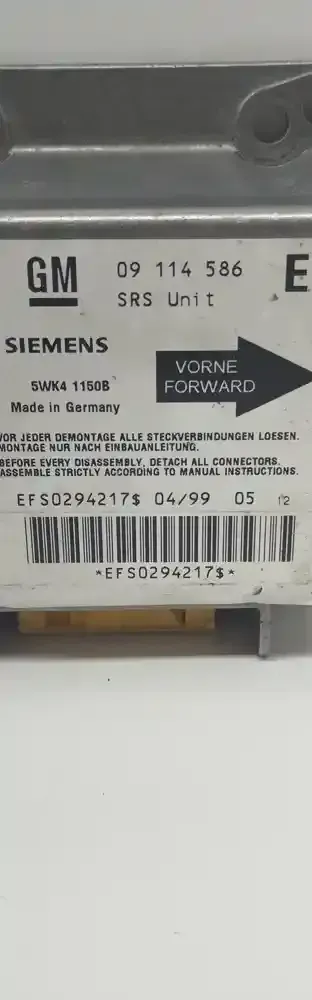 GM 09 114 586 E
SRS Unit
SIEMENS
VORNE
FORWARD
5WK4 1150B
Made in Germany
VOR JEDER DEMONTAGE ALLE STECKVERBINDUNGEN LOESEN.
MONTAGE NUR NACH EINBAUANLEITUNG.
BEFORE EVERY DISASSEMBLY, DETACH ALL CONNECTORS.
ASSEMBLE STRICTLY ACCORDING TO MANUAL INSTRUCTIONS.
EFS0294217$ 04/99 05 12
*EFS0294217$*